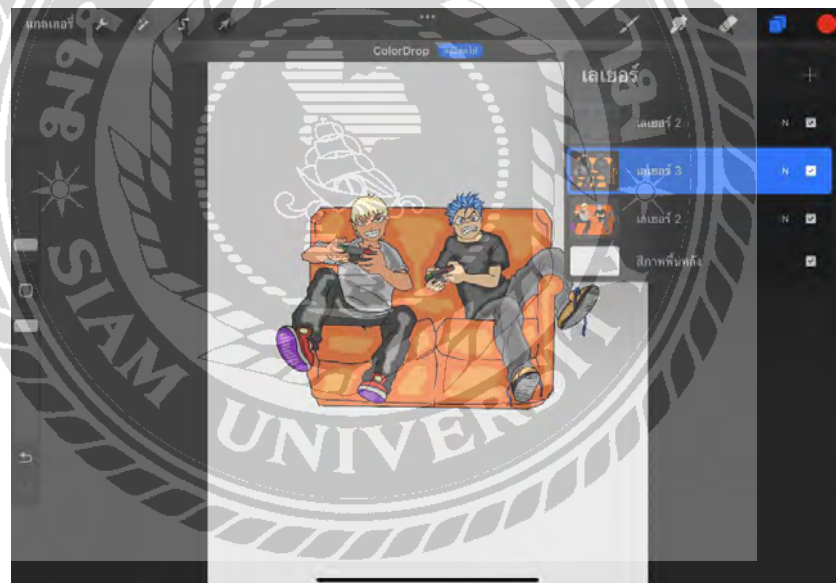 แกลเลอรี่
ColorDrop
เลเยอร์
เลเยอร์ 2 N
เลเยอร์ 3 N
เลเยอร์ 2 N
สีภาพพื้นหลัง
SIAM UNIVERSITY